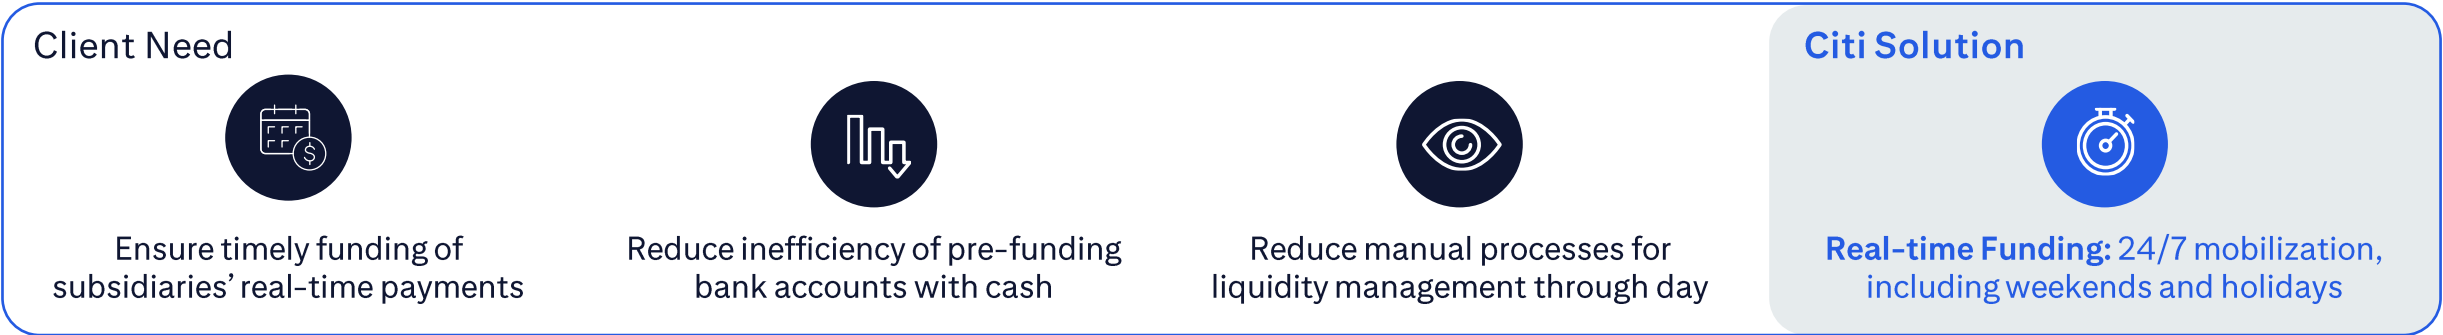 Client Need
Ensure timely funding of
subsidiaries’ real-time payments
Reduce inefficiency of pre-funding
bank accounts with cash
Reduce manual processes for
liquidity management through day
Citi Solution
Real-time Funding: 24/7 mobilization,
including weekends and holidays